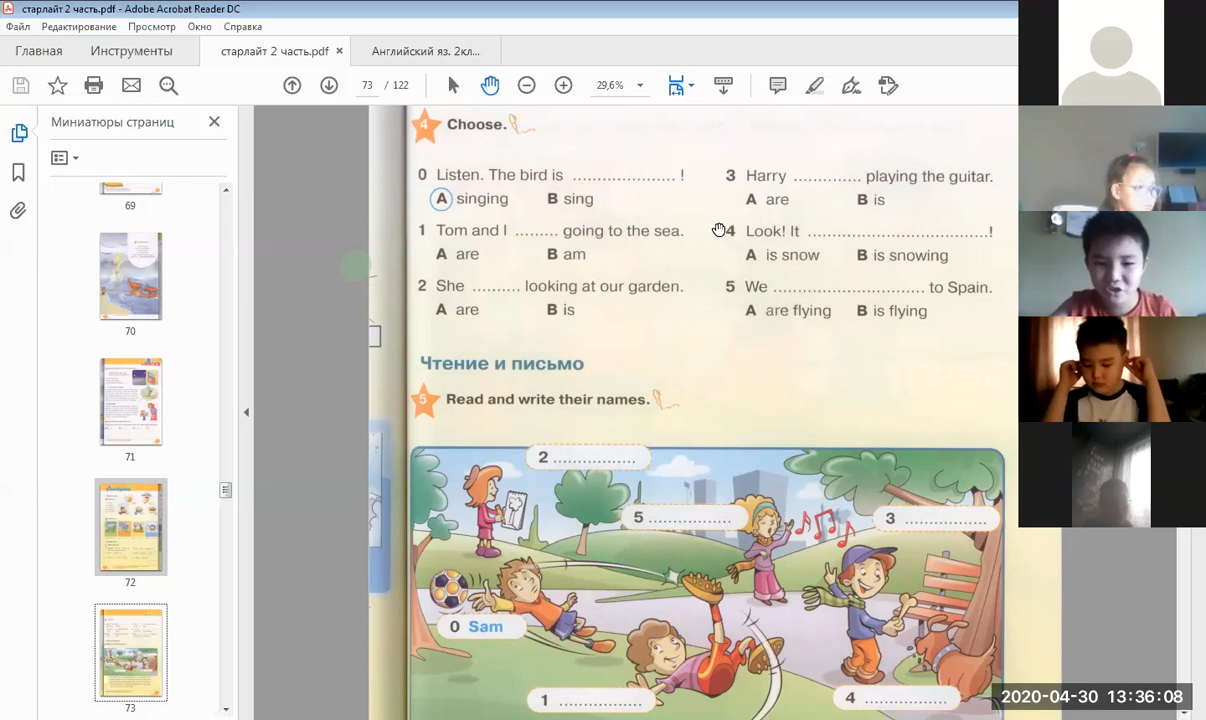 старлайт 2 часть.pdf - Adobe Acrobat Reader DC
Файл Редактирование Просмотр Окно Справка
Главная Инструменты старлайт 2 часть.pdf × Английский яз. 2кл...
73 / 122 29,6%
Миниатюры страниц
69
70
71
72
73
4 Choose.
0 Listen. The bird is ..................... !
A singing B sing
1 Tom and I ......... going to the sea.
A are B am
2 She .......... looking at our garden.
A are B is
3 Harry .............. playing the guitar.
A are B is
4 Look! It .....................................!
A is snow B is snowing
5 We ............................... to Spain.
A are flying B is flying
Чтение и письмо
5 Read and write their names.
2 .................
5 .................
3 .................
0 Sam
1 .................
4 .................
2020-04-30 13:36:08